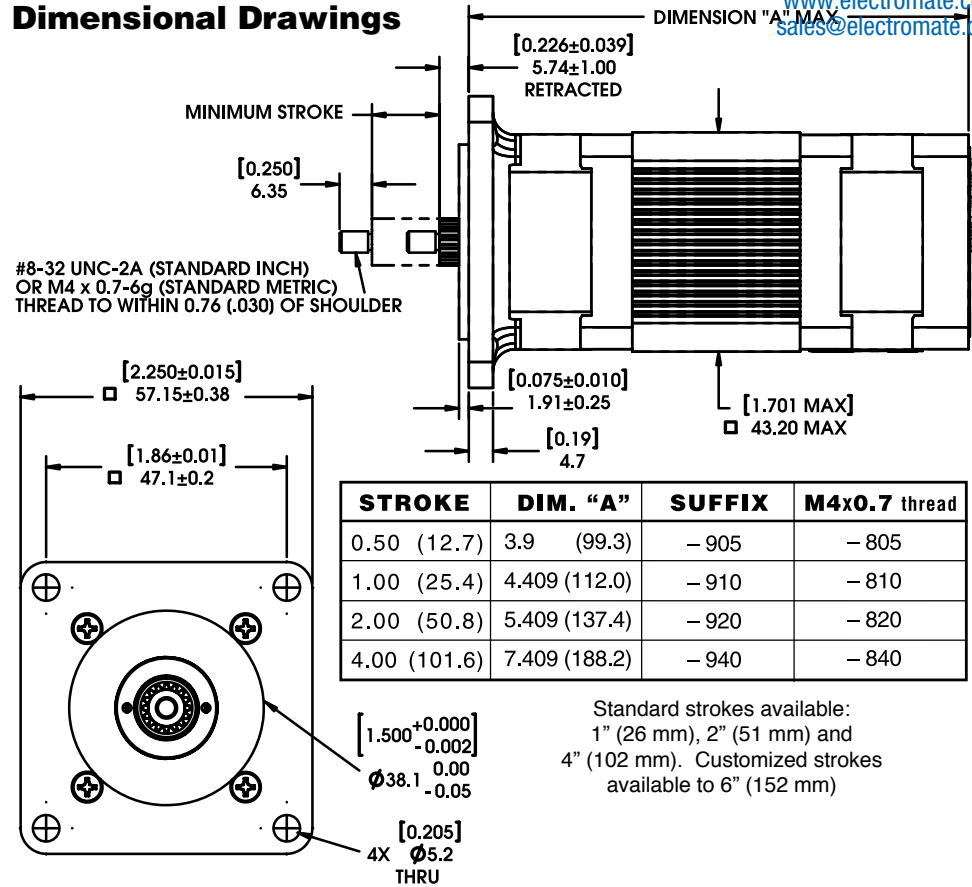 Dimensional Drawings
www.electromate.c
sales@electromate.
DIMENSION "A" MAX
[0.226±0.039]
5.74±1.00
RETRACTED
MINIMUM STROKE
[0.250]
6.35
#8-32 UNC-2A (STANDARD INCH)
OR M4 x 0.7-6g (STANDARD METRIC)
THREAD TO WITHIN 0.76 (.030) OF SHOULDER
[2.250±0.015]
57.15±0.38
[1.86±0.01]
47.1±0.2
[0.075±0.010]
1.91±0.25
[0.19]
4.7
[1.701 MAX]
43.20 MAX
STROKE DIM. “A” SUFFIX M4x0.7 thread
0.50 (12.7) 3.9 (99.3) – 905 – 805
1.00 (25.4) 4.409 (112.0) – 910 – 810
2.00 (50.8) 5.409 (137.4) – 920 – 820
4.00 (101.6) 7.409 (188.2) – 940 – 840
[1.500 +0.000 -0.002]
Ø38.1 0.00 -0.05
[0.205]
4X Ø5.2
THRU
Standard strokes available:
1” (26 mm), 2” (51 mm) and
4” (102 mm). Customized strokes
available to 6” (152 mm)